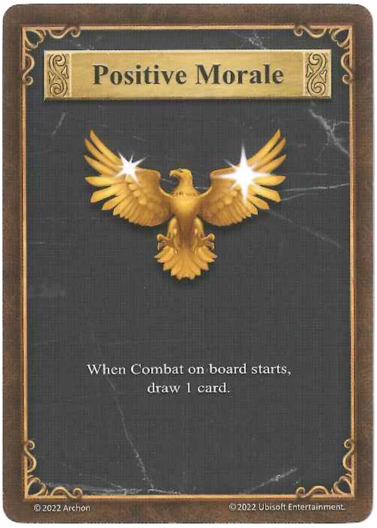 Positive Morale
When Combat on board starts,
draw 1 card.
© 2022 Archon
© 2022 Ubisoft Entertainment.